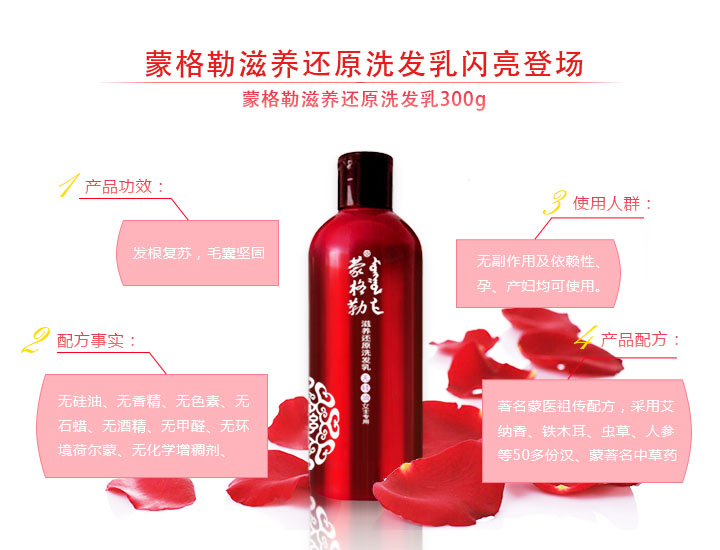 蒙格勒滋养还原洗发乳闪亮登场
蒙格勒滋养还原洗发乳300g
1 产品功效：
发根复苏，毛囊坚固
2 配方事实：
无硅油、无香精、无色素、无
石蜡、无酒精、无甲醛、无环
境荷尔蒙、无化学增稠剂、
3 使用人群：
无副作用及依赖性、
孕、产妇均可使用。
4 产品配方：
著名蒙医祖传配方，采用艾
纳香、铁木耳、虫草、人参
等50多份汉、蒙著名中草药
蒙格勒
滋养还原洗发乳
女士专用